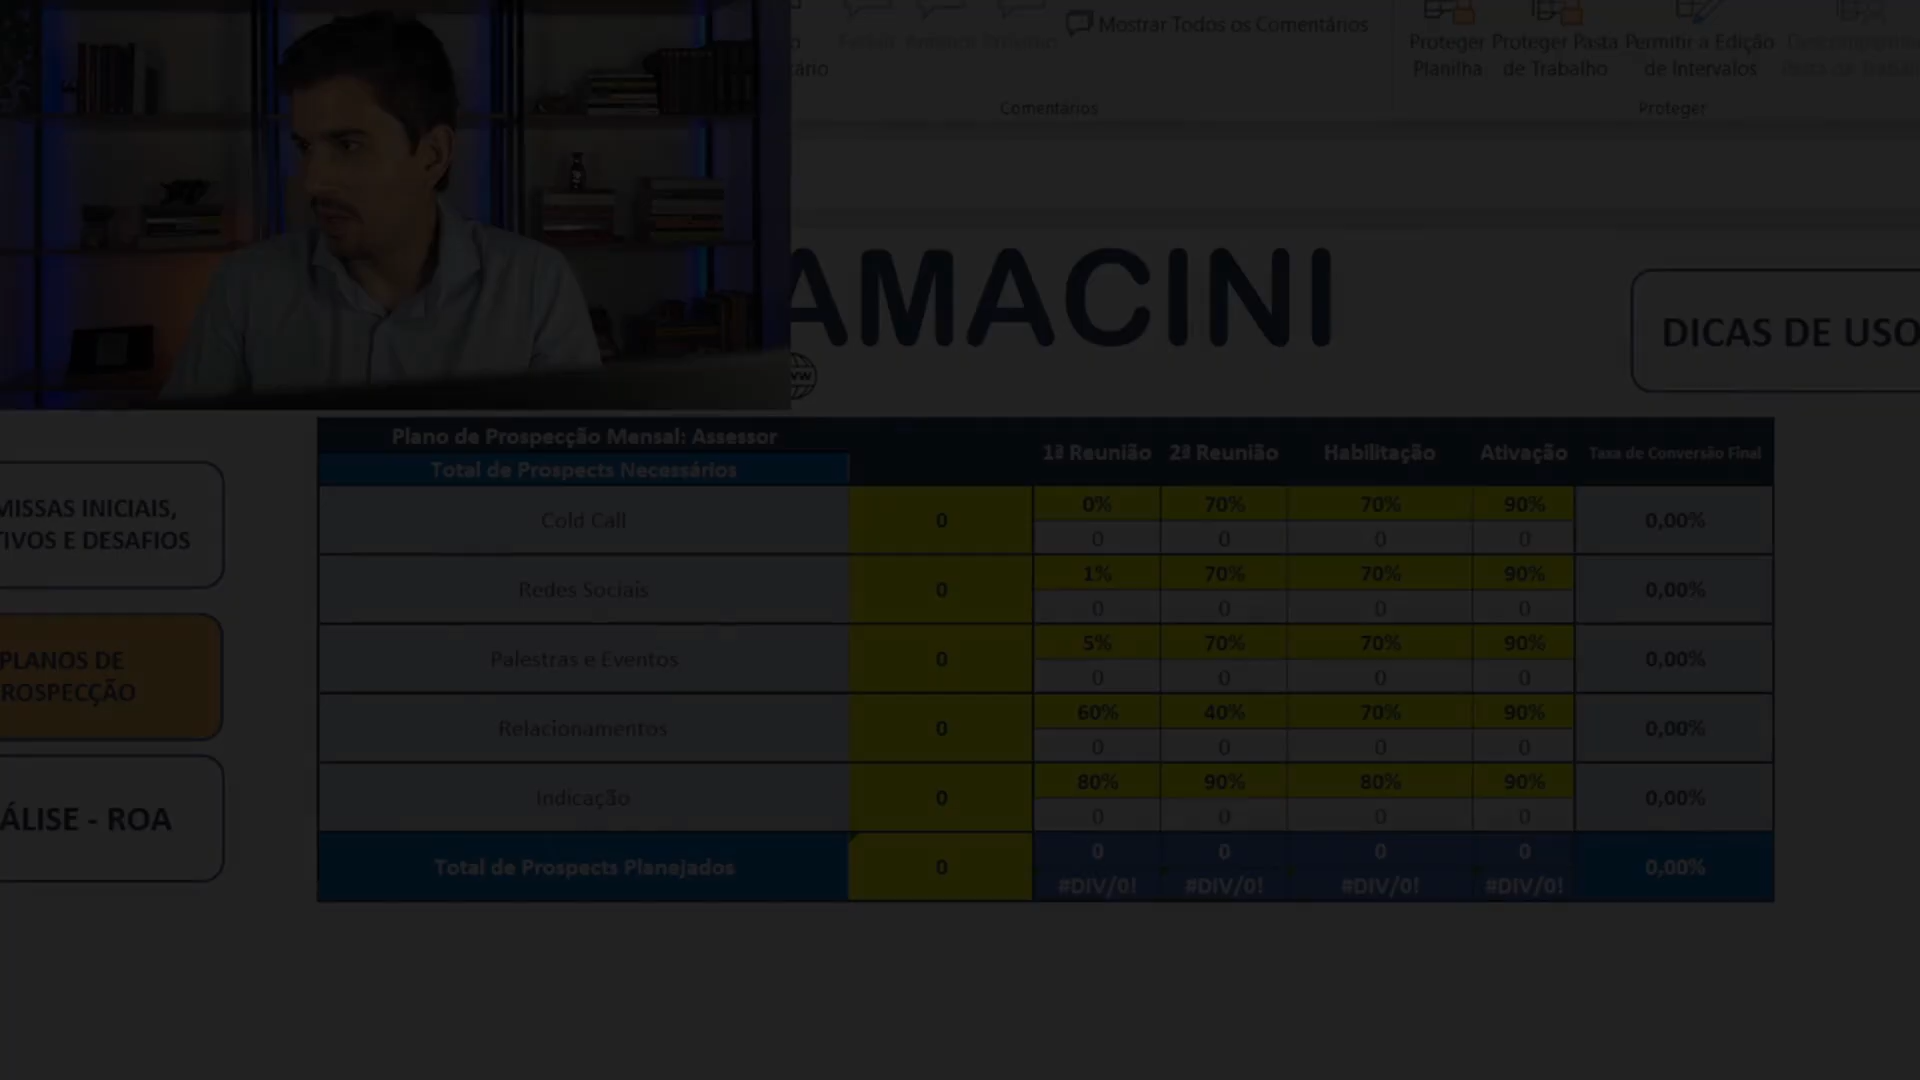 Mostrar Todos os Comentários
Proteger Planilha
Proteger Pasta de Trabalho
Permitir a Edição de Intervalos
Comentários
Proteger
AMACINI
DICAS DE USO
MISSAS INICIAIS,
TIVOS E DESAFIOS
PLANOS DE
ROSPECÇÃO
ÁLISE - ROA
Plano de Prospecção Mensal: Assessor
Total de Prospects Necessários
1ª Reunião 2ª Reunião Habilitação Ativação Taxa de Conversão Final
Cold Call 0 0% 70% 70% 90% 0,00%
0 0 0 0
Redes Sociais 0 1% 70% 70% 90% 0,00%
0 0 0 0
Palestras e Eventos 0 5% 70% 70% 90% 0,00%
0 0 0 0
Relacionamentos 0 60% 40% 70% 90% 0,00%
0 0 0 0
Indicação 0 80% 90% 80% 90% 0,00%
0 0 0 0
Total de Prospects Planejados 0 0 0 0 0 0,00%
#DIV/0! #DIV/0! #DIV/0! #DIV/0!